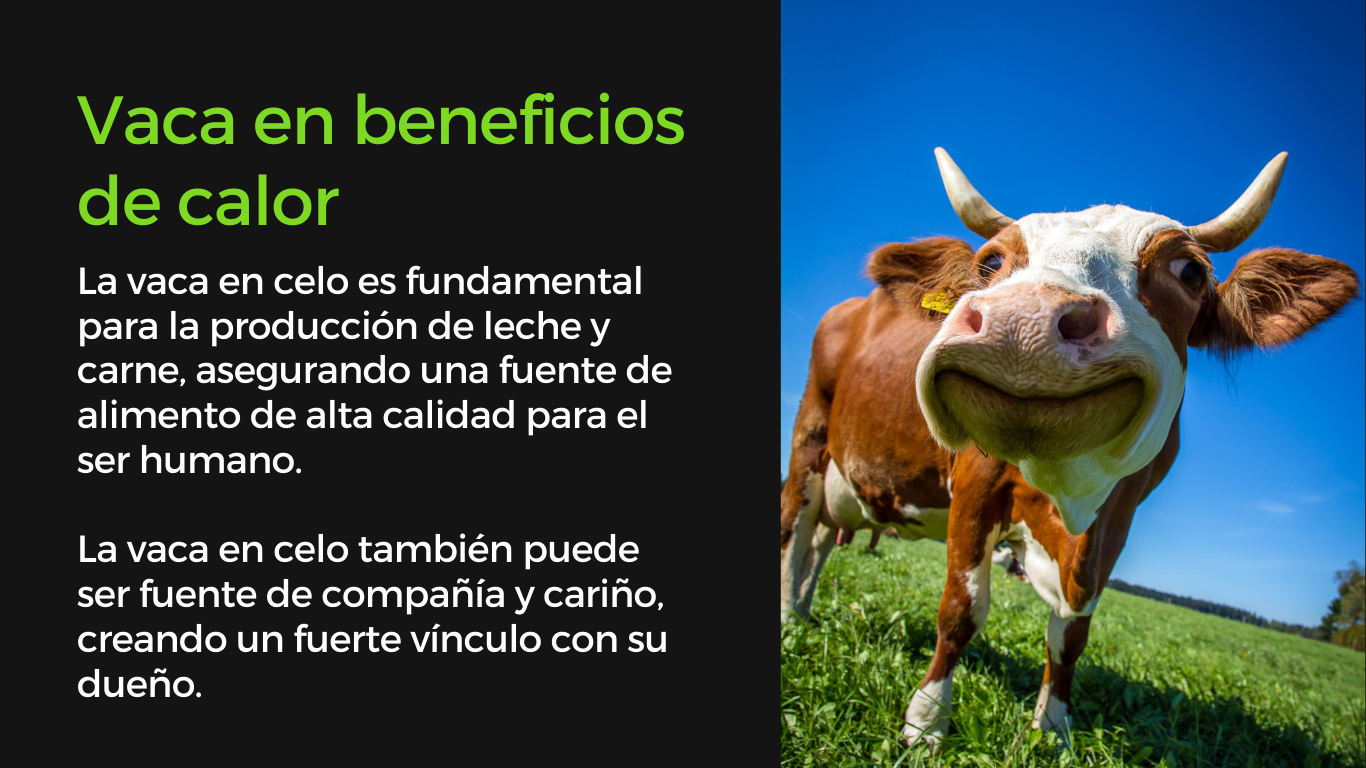 Vaca en beneficios
de calor
La vaca en celo es fundamental
para la producción de leche y
carne, asegurando una fuente de
alimento de alta calidad para el
ser humano.
La vaca en celo también puede
ser fuente de compañía y cariño,
creando un fuerte vínculo con su
dueño.